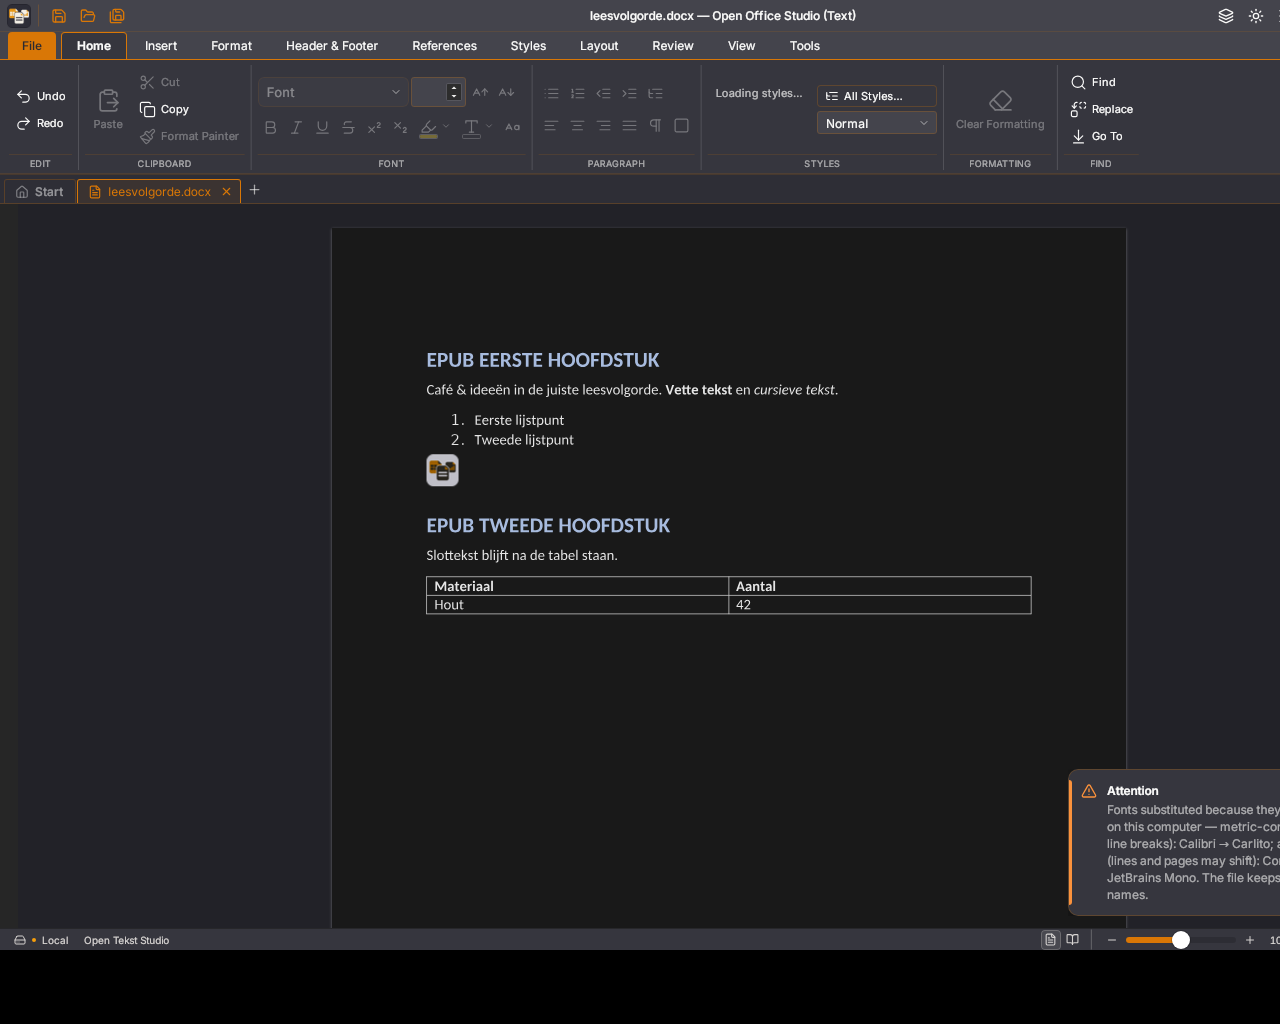 leesvolgorde.docx — Open Office Studio (Text)
File Home Insert Format Header & Footer References Styles Layout Review View Tools
Undo
Redo
EDIT
Paste
Cut
Copy
Format Painter
CLIPBOARD
Font
FONT
PARAGRAPH
Loading styles...
All Styles...
Normal
STYLES
Clear Formatting
FORMATTING
Find
Replace
Go To
FIND
Start
leesvolgorde.docx
EPUB EERSTE HOOFDSTUK
Café & ideeën in de juiste leesvolgorde. Vette tekst en cursieve tekst.
1. Eerste lijstpunt
2. Tweede lijstpunt
EPUB TWEEDE HOOFDSTUK
Slottekst blijft na de tabel staan.
Materiaal Aantal
Hout 42
Attention
Fonts substituted because they
on this computer — metric-co
line breaks): Calibri → Carlito;
(lines and pages may shift): Co
JetBrains Mono. The file keeps
names.
Local Open Tekst Studio